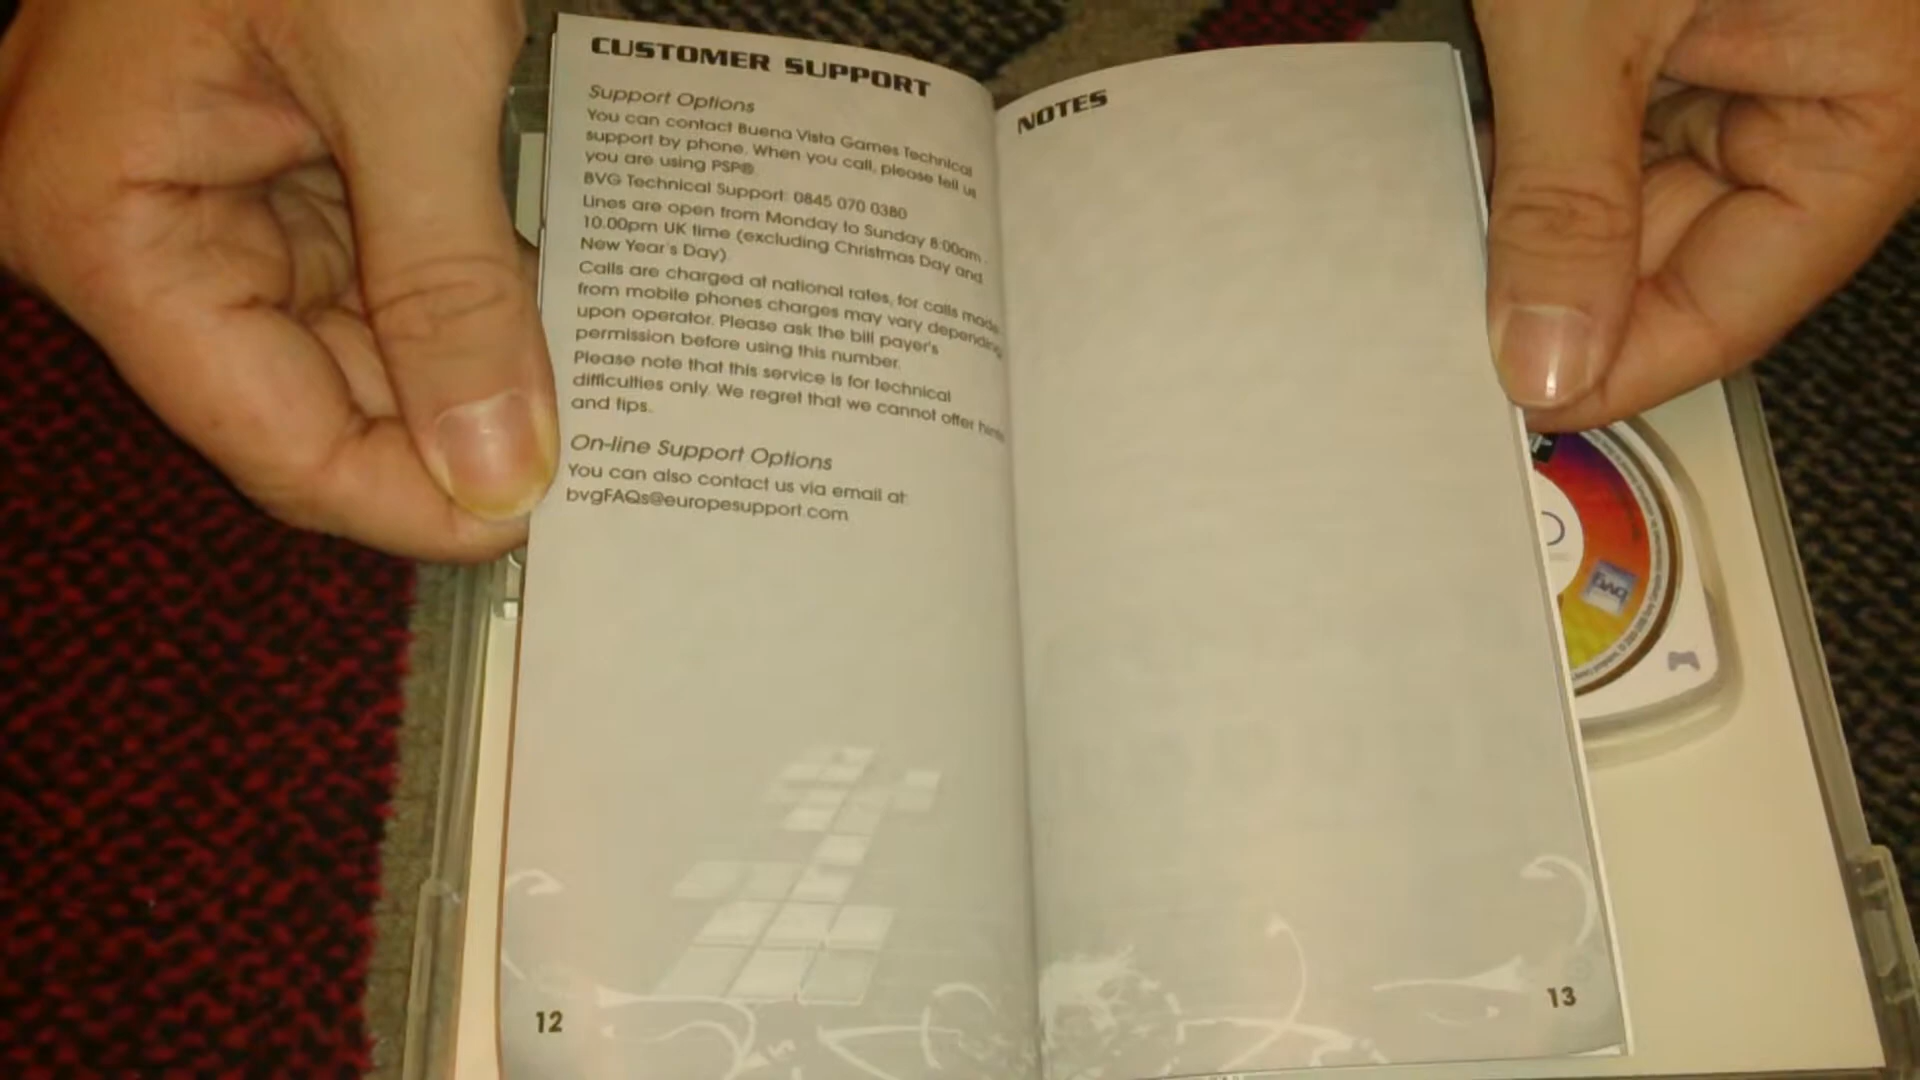 CUSTOMER SUPPORT
Support Options
You can contact Buena Vista Games Technical
support by phone. When you call, please tell us
you are using PSP®.
BVG Technical Support: 0845 070 0380
Lines are open from Monday to Sunday 8:00am -
10.00pm UK time (excluding Christmas Day and
New Year's Day).
Calls are charged at national rates, for calls made
from mobile phones charges may vary depending
upon operator. Please ask the bill payer's
permission before using this number.
Please note that this service is for technical
difficulties only. We regret that we cannot offer hints
and tips.
On-line Support Options
You can also contact us via email at:
bvgFAQs@europesupport.com
12
NOTES
13
bvg